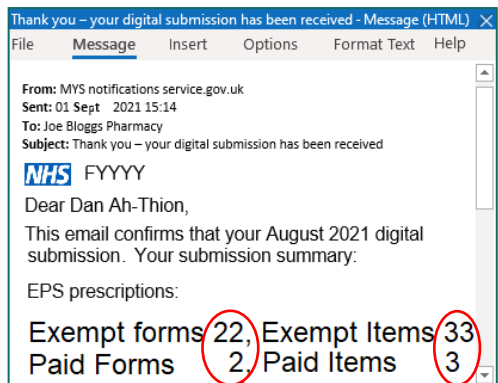 Thank you – your digital submission has been received - Message (HTML) X
File Message Insert Options Format Text Help
From: MYS notifications service.gov.uk
Sent: 01 Sept 2021 15:14
To: Joe Bloggs Pharmacy
Subject: Thank you – your digital submission has been received
NHS FYYYY
Dear Dan Ah-Thion,
This email confirms that your August 2021 digital
submission. Your submission summary:
EPS prescriptions:
Exempt forms 22, Exempt Items 33
Paid Forms 2, Paid Items 3